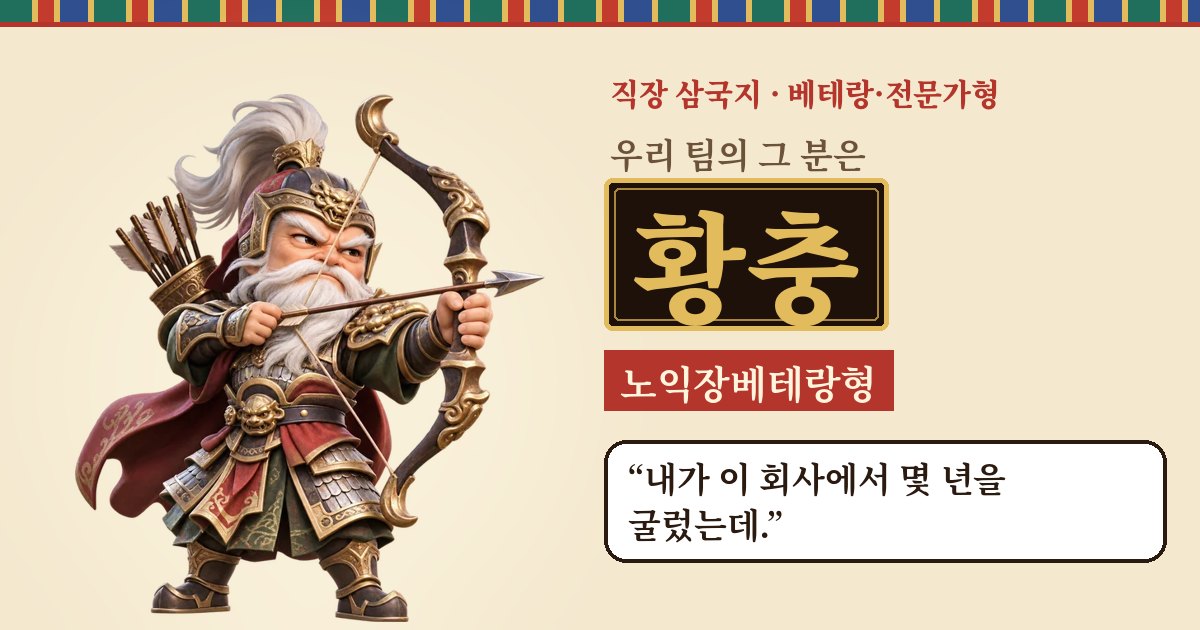 직장 삼국지 · 베테랑·전문가형
우리 팀의 그 분은
황충
노익장베테랑형
“내가 이 회사에서 몇 년을
굴렀는데.”